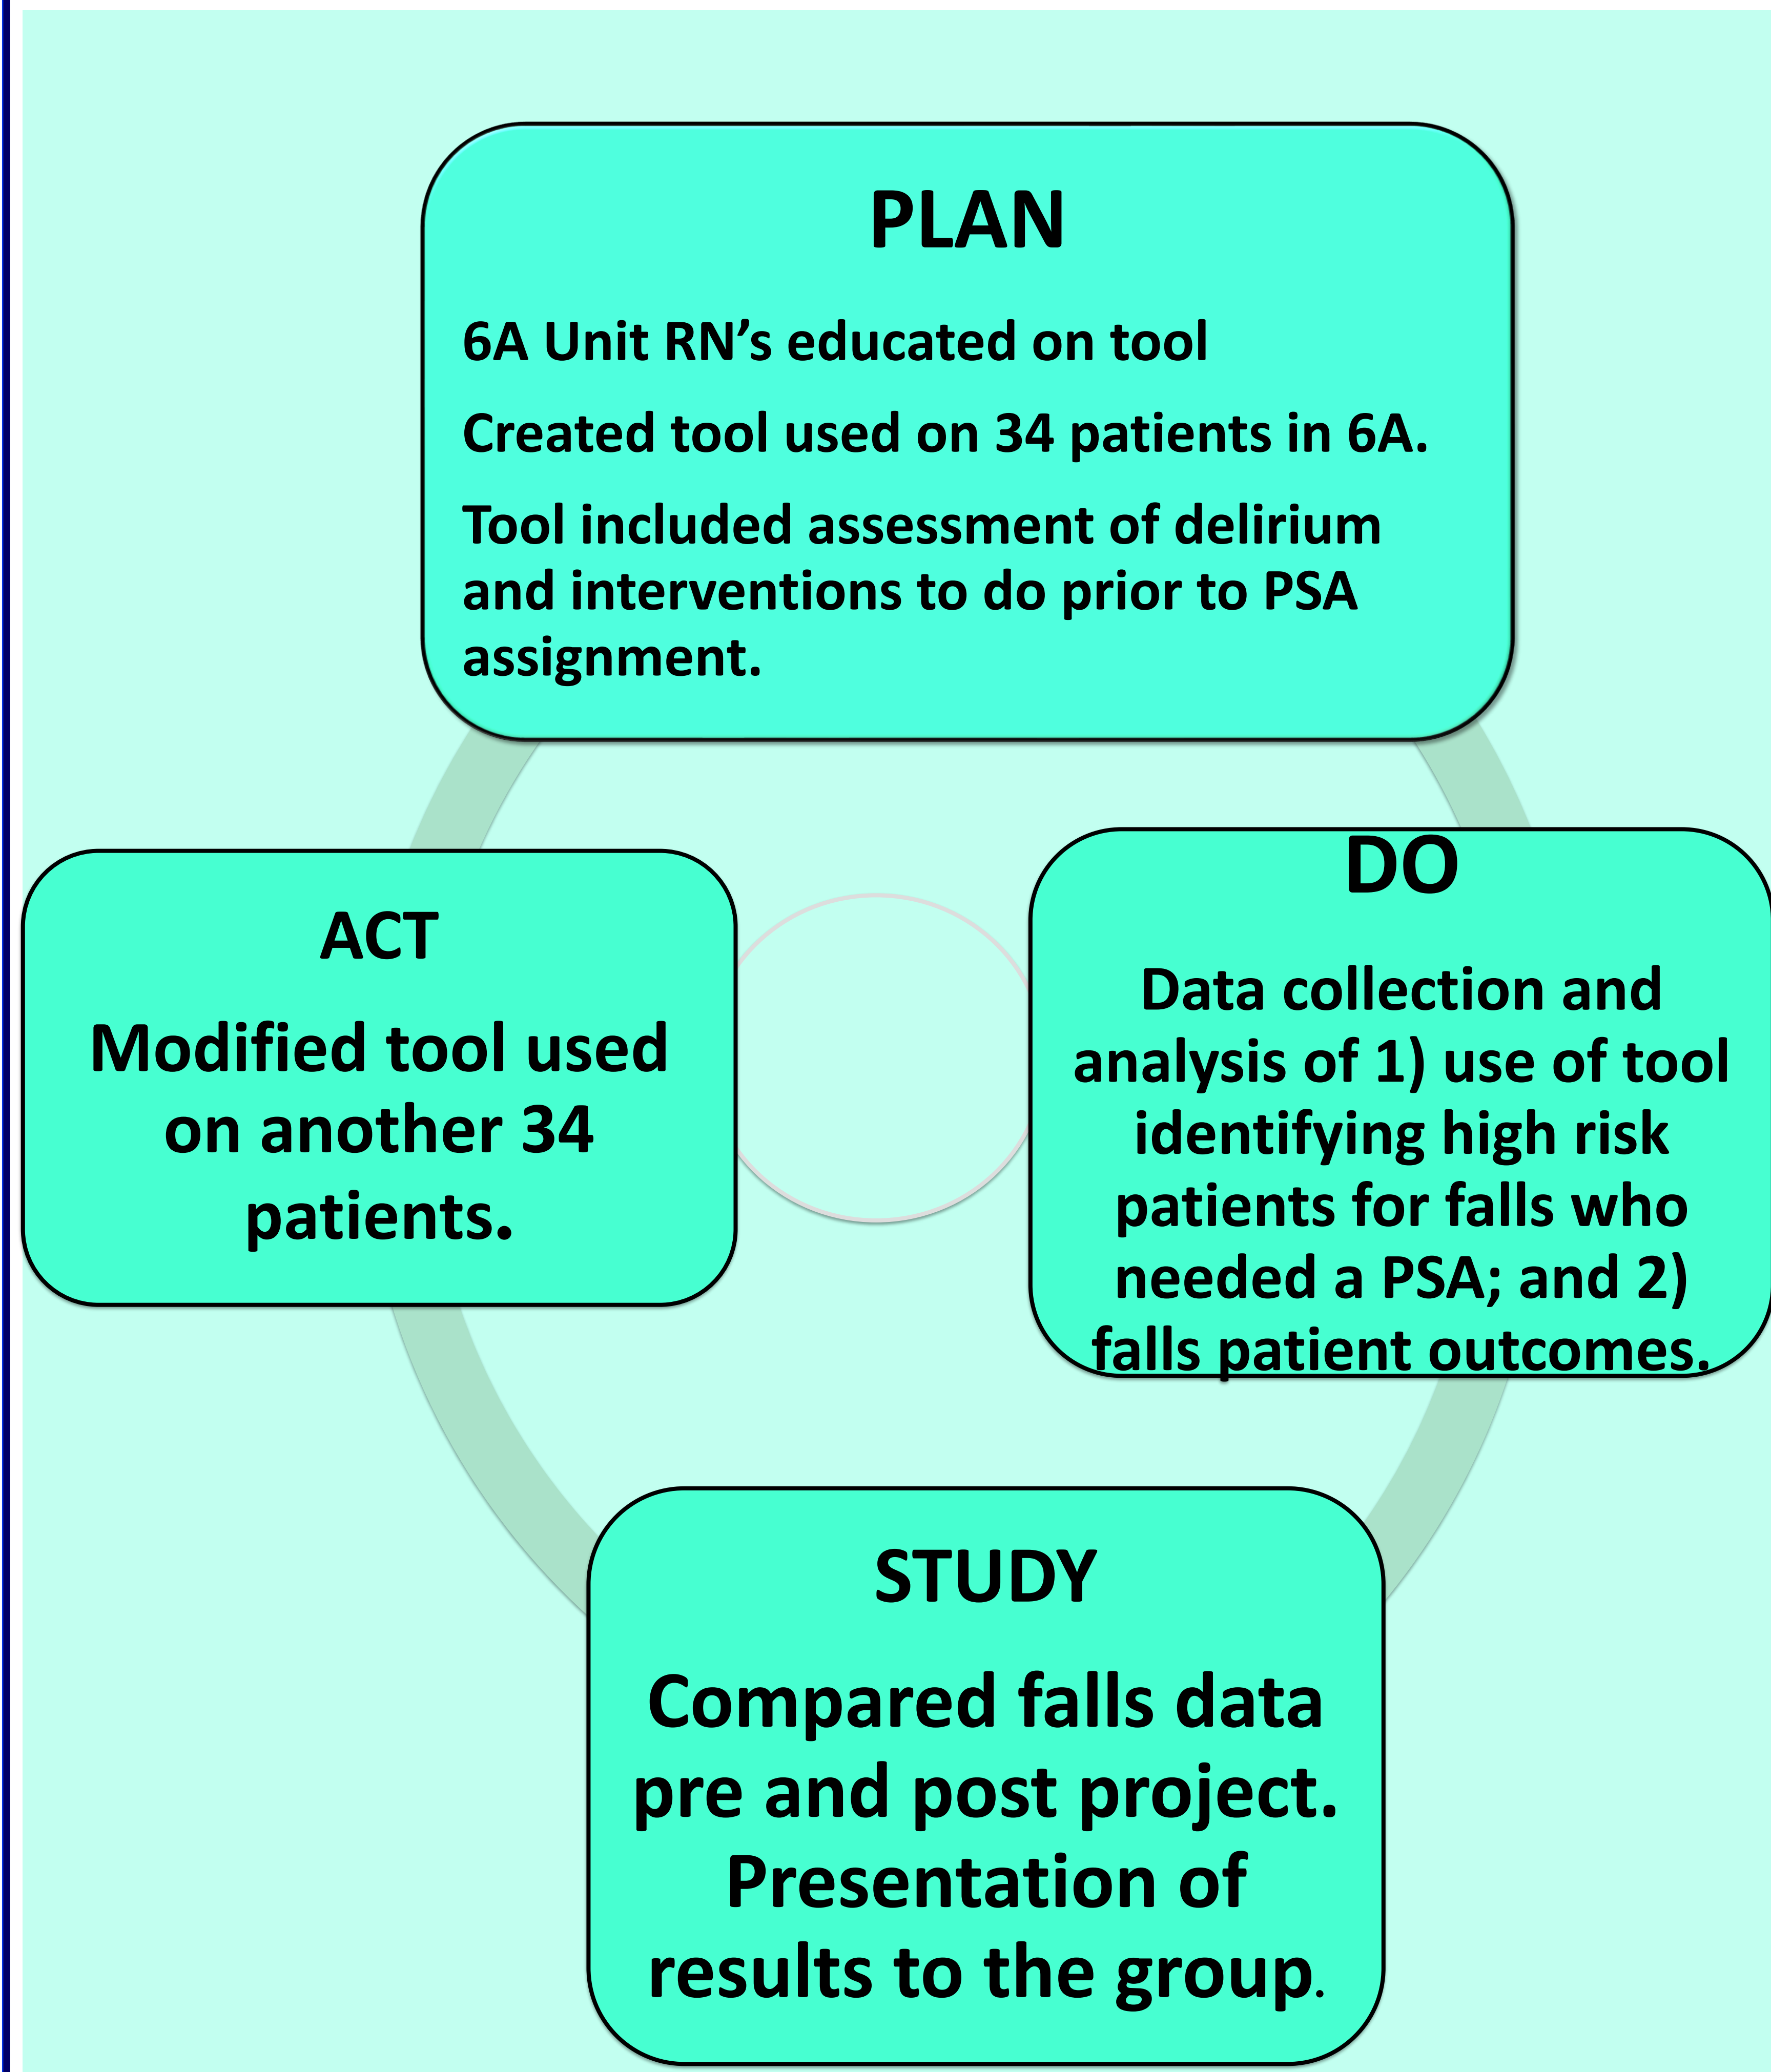 PLAN
6A Unit RN’s educated on tool
Created tool used on 34 patients in 6A.
Tool included assessment of delirium
and interventions to do prior to PSA
assignment.
DO
Data collection and
analysis of 1) use of tool
identifying high risk
patients for falls who
needed a PSA; and 2)
falls patient outcomes.
STUDY
Compared falls data
pre and post project.
Presentation of
results to the group.
ACT
Modified tool used
on another 34
patients.